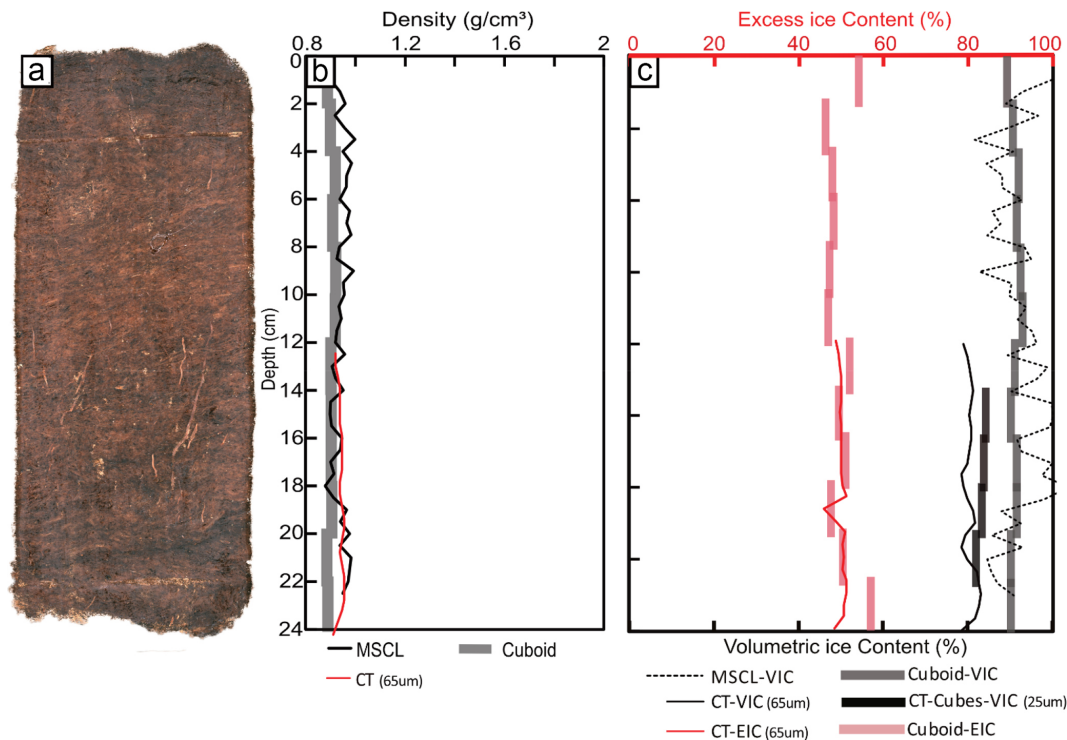 Density (g/cm³)
Excess ice Content (%)
0.8 1.2 1.6 2
0 20 40 60 80 100
a
b
c
0
2
4
6
8
10
12
14
16
18
20
22
24
Depth (cm)
MSCL
Cuboid
CT (65um)
Volumetric ice Content (%)
MSCL-VIC
Cuboid-VIC
CT-VIC (65um)
CT-Cubes-VIC (25um)
CT-EIC (65um)
Cuboid-EIC